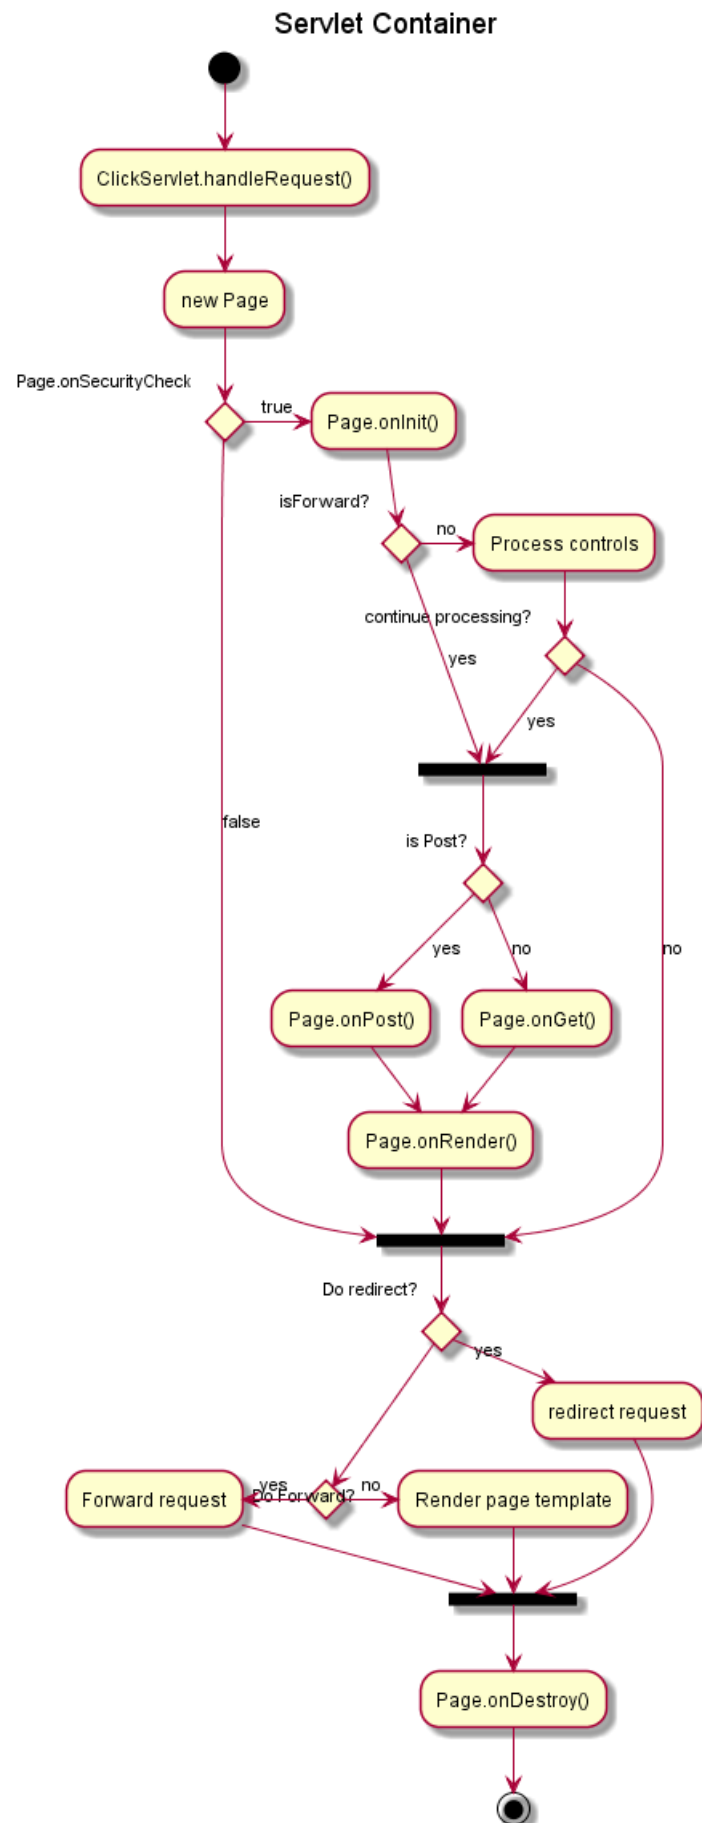 Servlet Container
ClickServlet.handleRequest()
new Page
Page.onSecurityCheck
true
Page.onInit()
isForward?
no
Process controls
continue processing?
yes
yes
false
is Post?
yes
no
no
Page.onPost()
Page.onGet()
Page.onRender()
Do redirect?
yes
redirect request
Forward request
yes
Do Forward?
no
Render page template
Page.onDestroy()